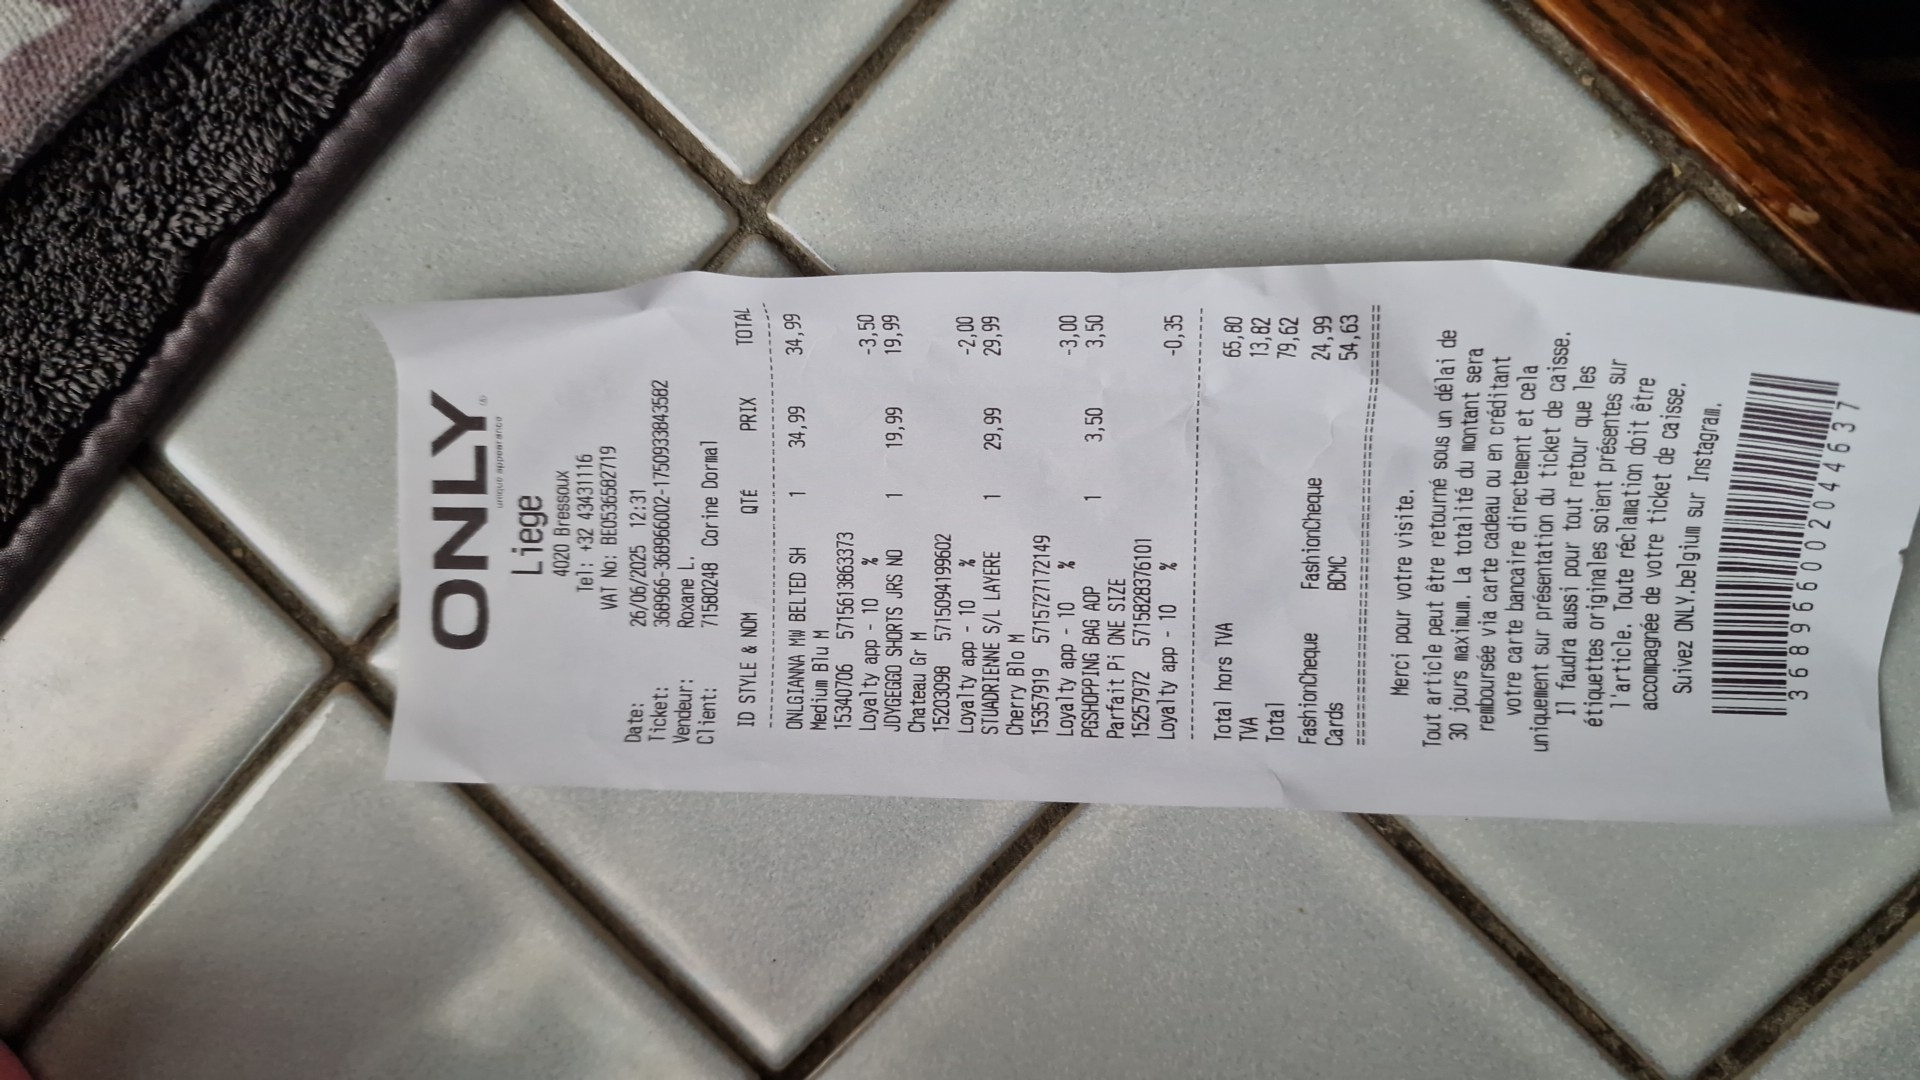 ONLY
unique appearance
Liege
4020 Bressoux
Tel: +32 43431116
VAT No: BE0536582719
Date: 26/06/2025 12:31
Ticket: 368966-368966002-1750933843582
Vendeur: Roxane L.
Client: 71580248 Corine Dormal
ID STYLE & NOM QTÉ PRIX TOTAL
ONLGIANNA MW BELTED SH 1 34,99 34,99
Medium Blu M
15340706 5715613863373
Loyalty app - 10 % -3,50
JDYGEGGO SHORTS JRS NO 1 19,99 19,99
Chateau Gr M
15203098 5715094199602
Loyalty app - 10 % -2,00
STUADRIENNE S/L LAYERE 1 29,99 29,99
Cherry Blo M
15357919 5715727172149
Loyalty app - 10 % -3,00
PGSHOPPING BAG AOP 1 3,50 3,50
Parfait Pi ONE SIZE
15257972 5715828376101
Loyalty app - 10 % -0,35
Total hors TVA 65,80
TVA 13,82
Total 79,62
FashionCheque FashionCheque 24,99
Cards BCMC 54,63
Merci pour votre visite.
Tout article peut être retourné sous un délai de
30 jours maximum. La totalité du montant sera
remboursée via carte cadeau ou en créditant
votre carte bancaire directement et cela
uniquement sur présentation du ticket de caisse.
Il faudra aussi pour tout retour que les
étiquettes originales soient présentes sur
l'article. Toute réclamation doit être
accompagnée de votre ticket de caisse.
Suivez ONLY.belgium sur Instagram.
368966002044637